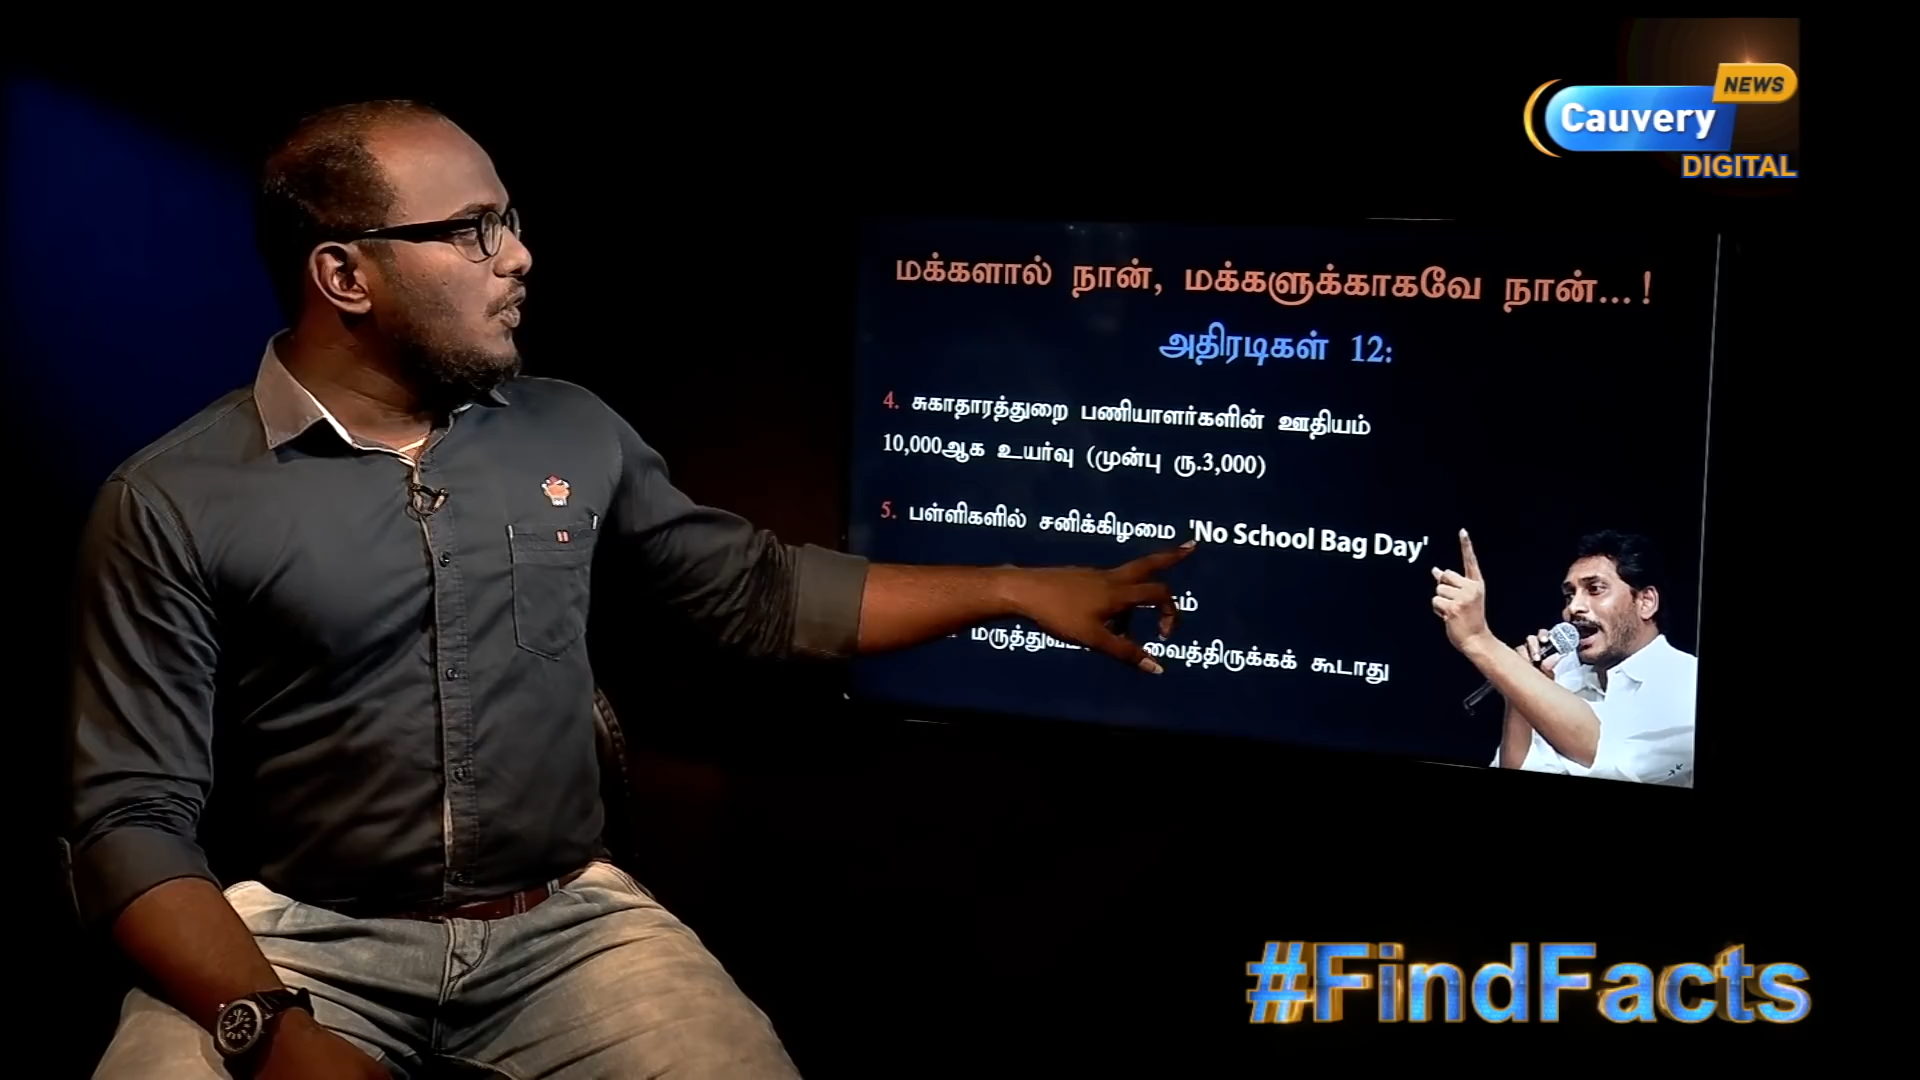 NEWS
Cauvery
DIGITAL
மக்களால் நான், மக்களுக்காகவே நான்...!
அதிரடிகள் 12:
4. சுகாதாரத்துறை பணியாளர்களின் ஊதியம்
10,000ஆக உயர்வு (முன்பு ரூ.3,000)
5. பள்ளிகளில் சனிக்கிழமை 'No School Bag Day'
வைத்திருக்கக் கூடாது
#FindFacts